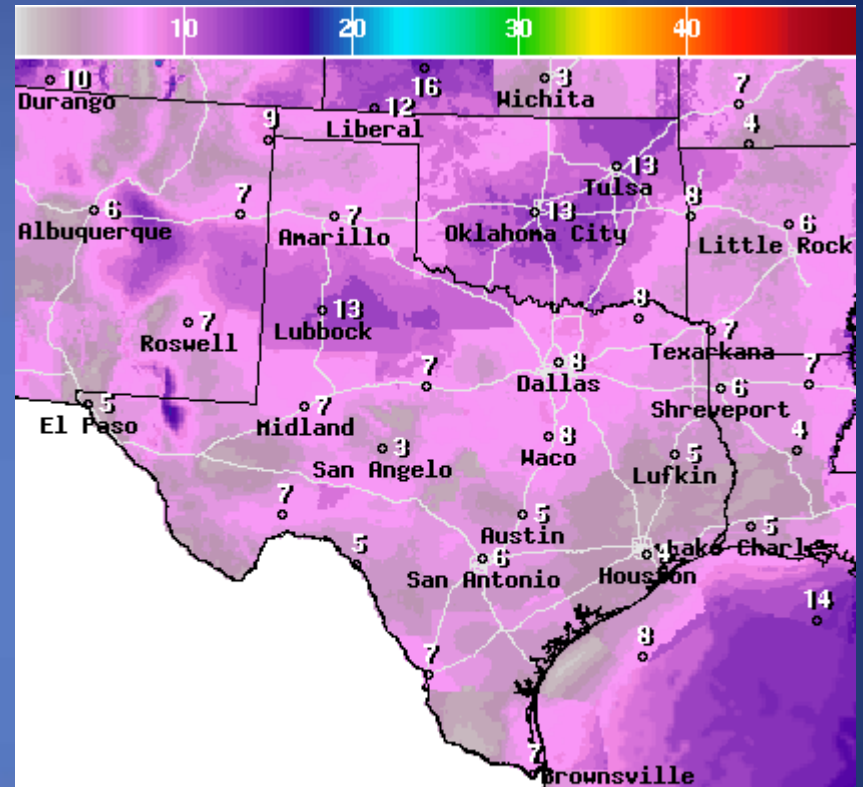 10 20 30 40
10
Durango
16
12
Liberal
3
Wichita
7
4
9
13
Tulsa
6
Albuquerque
7
7
Amarillo
13
Oklahoma City
8
6
Little Rock
7
Roswell
13
Lubbock
8
7
Texarkana
8
Dallas
7
6
Shreveport
7
5
El Paso
7
Midland
3
San Angelo
8
Waco
5
Lufkin
4
7
5
Austin
5
Lake Charles
5
6
San Antonio
4
Houston
14
8
7
7
Brownsville